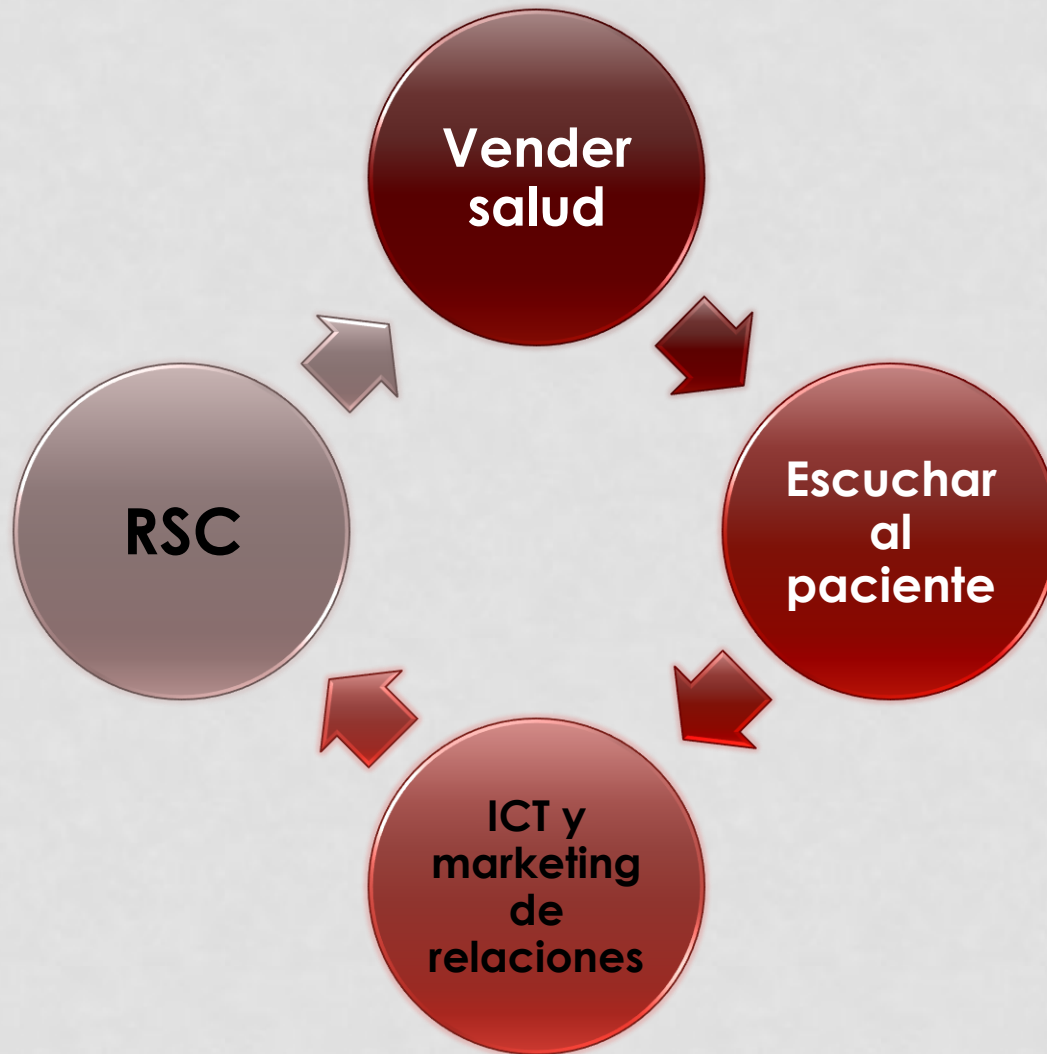 Vender
salud
Escuchar
al
paciente
ICT y
marketing
de
relaciones
RSC